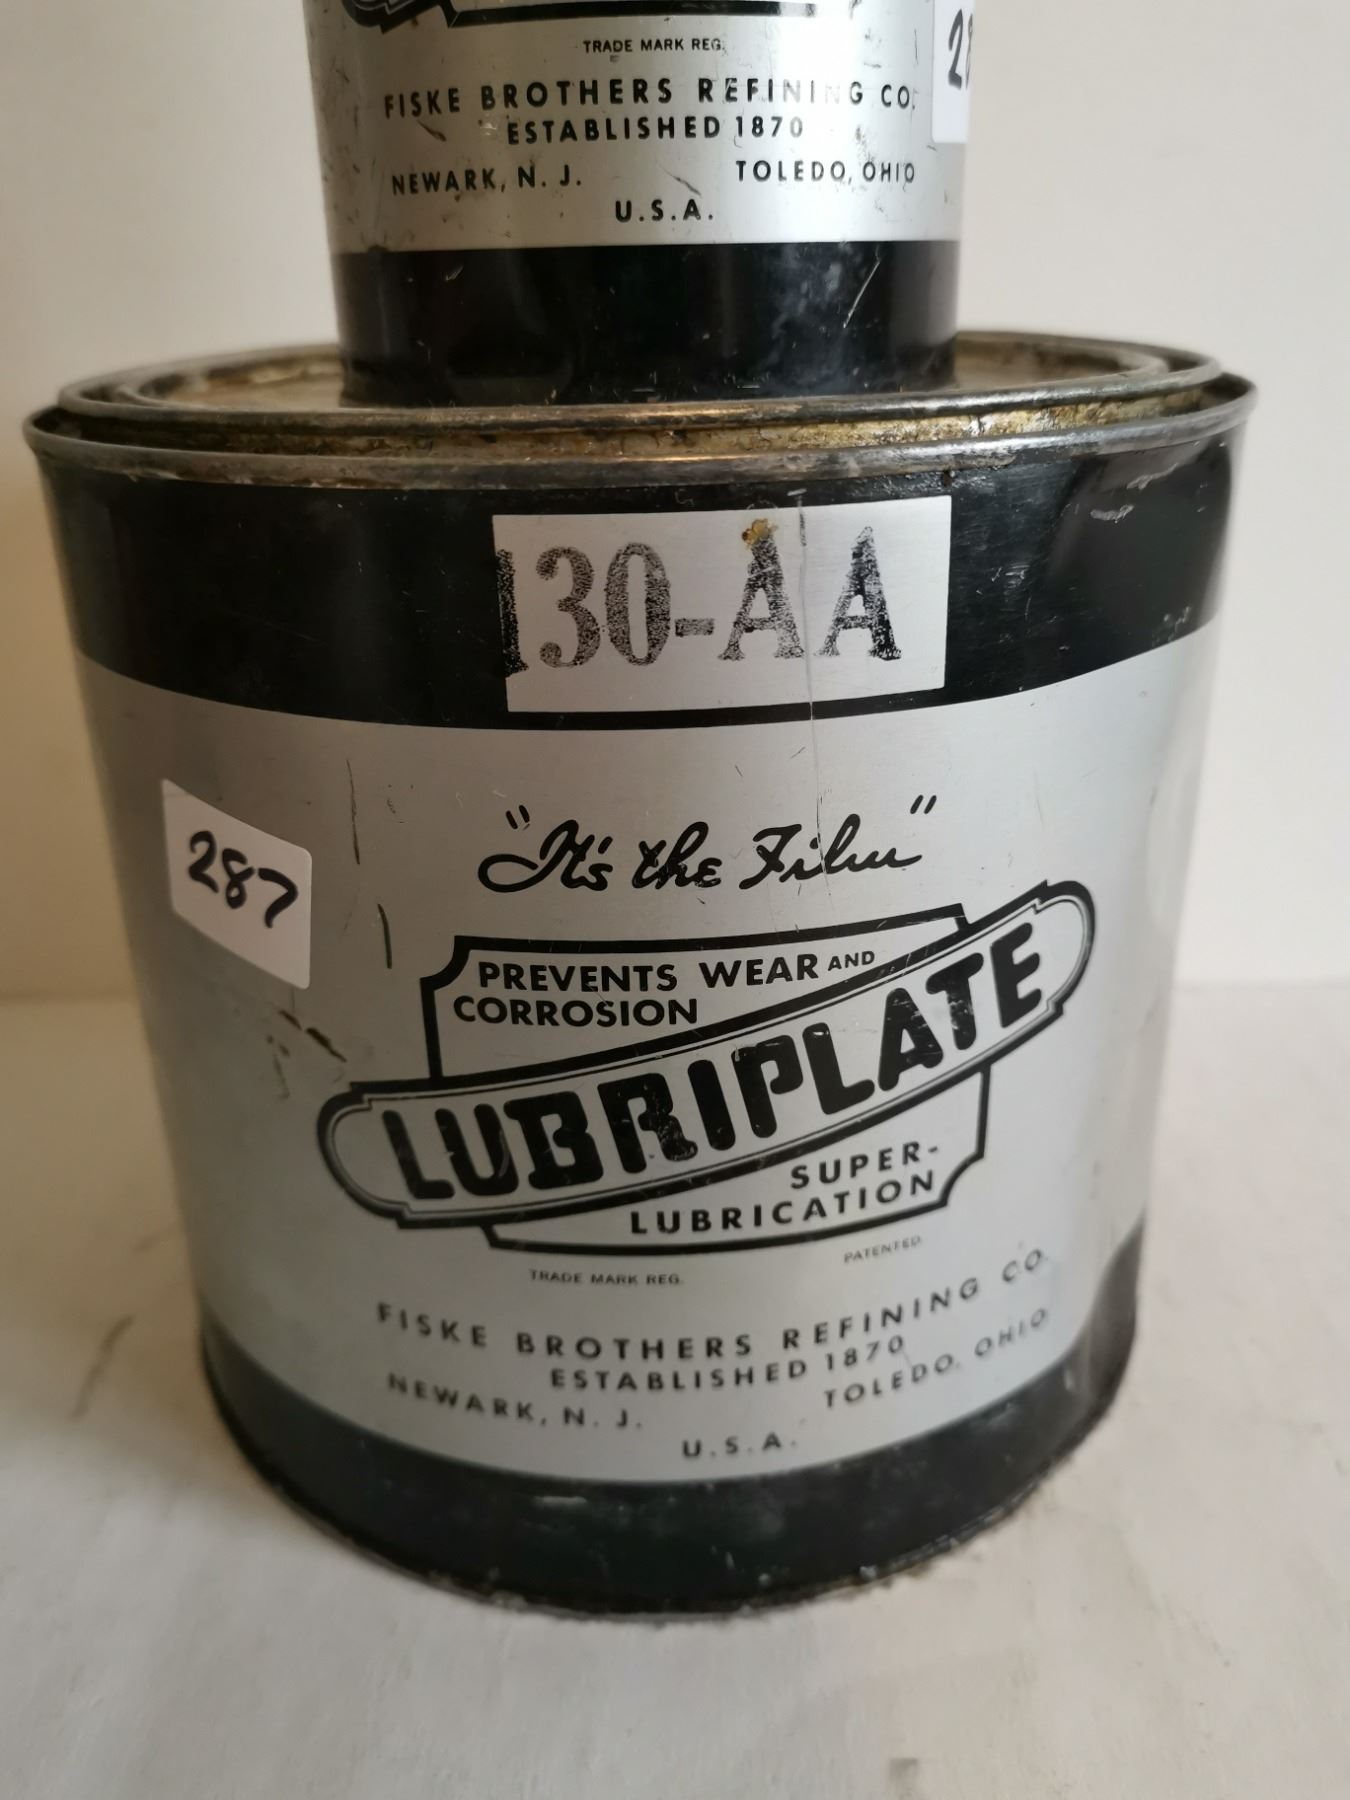 TRADE MARK REG.
28
FISKE BROTHERS REFINING CO.
ESTABLISHED 1870
NEWARK, N. J. TOLEDO, OHIO
U.S.A.
130-AA
"It's the Film"
287
PREVENTS WEAR AND
CORROSION
LUBRIPLATE
SUPER-
LUBRICATION
PATENTED
TRADE MARK REG.
FISKE BROTHERS REFINING CO.
ESTABLISHED 1870
NEWARK, N. J. TOLEDO, OHIO
U.S.A.